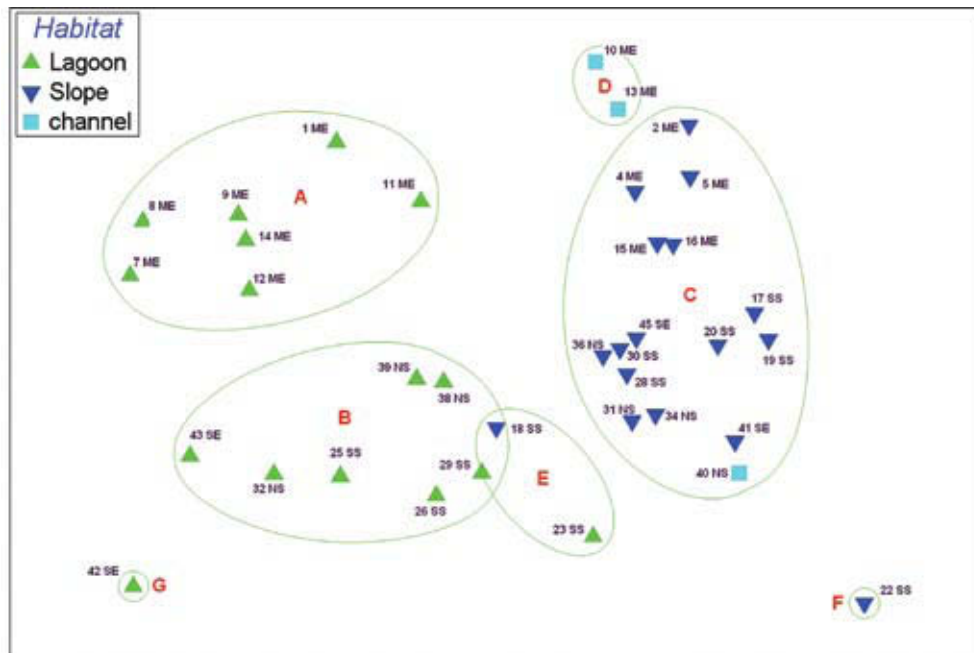 Habitat
Lagoon
Slope
channel
10 ME
D
13 ME
2 ME
1 ME
4 ME
5 ME
11 ME
9 ME
A
8 ME
14 ME
15 ME
16 ME
7 ME
12 ME
C
17 SS
45 SE
20 SS
36 NS
30 SS
19 SS
39 NS
28 SS
38 NS
31 NS
34 NS
B
18 SS
41 SE
43 SE
25 SS
29 SS
40 NS
32 NS
E
26 SS
23 SS
42 SE
G
22 SS
F